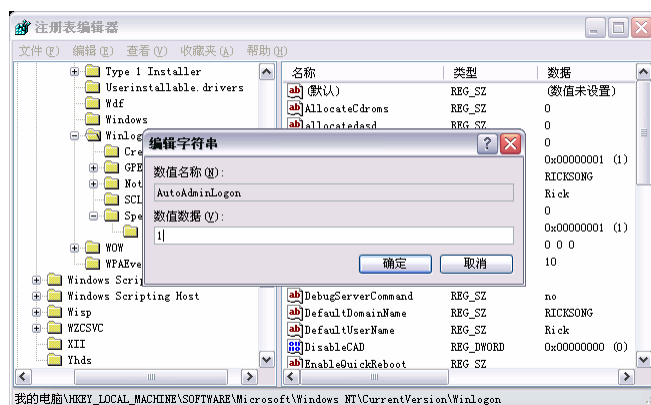 注册表编辑器
文件(F) 编辑(E) 查看(V) 收藏夹(A) 帮助(H)
Type 1 Installer
Userinstallable.drivers
Wdf
Windows
Winlog
Cre
GPE
Not
SCL
Spe
WOW
WPAEve
Windows Scrip
Windows Scripting Host
Wisp
WZCSVC
XII
Yhds
名称 类型 数据
(默认) REG_SZ (数值未设置)
AllocateCdroms REG_SZ 0
allocatedasd REG_SZ 0
0
0x00000001 (1)
RICKSONG
Rick
0
0x00000001 (1)
0 0 0
10
DebugServerCommand REG_SZ no
DefaultDomainName REG_SZ RICKSONG
DefaultUserName REG_SZ Rick
DisableCAD REG_DWORD 0x00000000 (0)
EnableQuickReboot REG_SZ
编辑字符串
数值名称(N):
AutoAdminLogon
数值数据(V):
1
确定 取消
我的电脑\HKEY_LOCAL_MACHINE\SOFTWARE\Microsoft\Windows NT\CurrentVersion\Winlogon